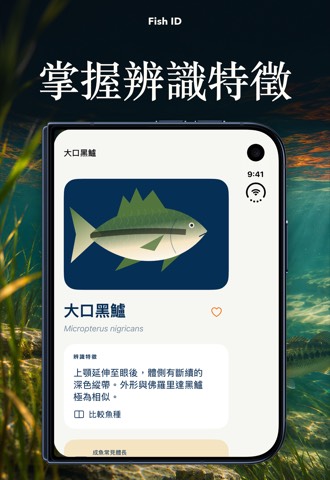 Fish ID
掌握辨識特徵
大口黑鱸
9:41
大口黑鱸
Micropterus nigricans
辨識特徵
上顎延伸至眼後，體側有斷續的
深色縱帶。外形與佛羅里達黑鱸
極為相似。
比較魚種
成魚常見體長